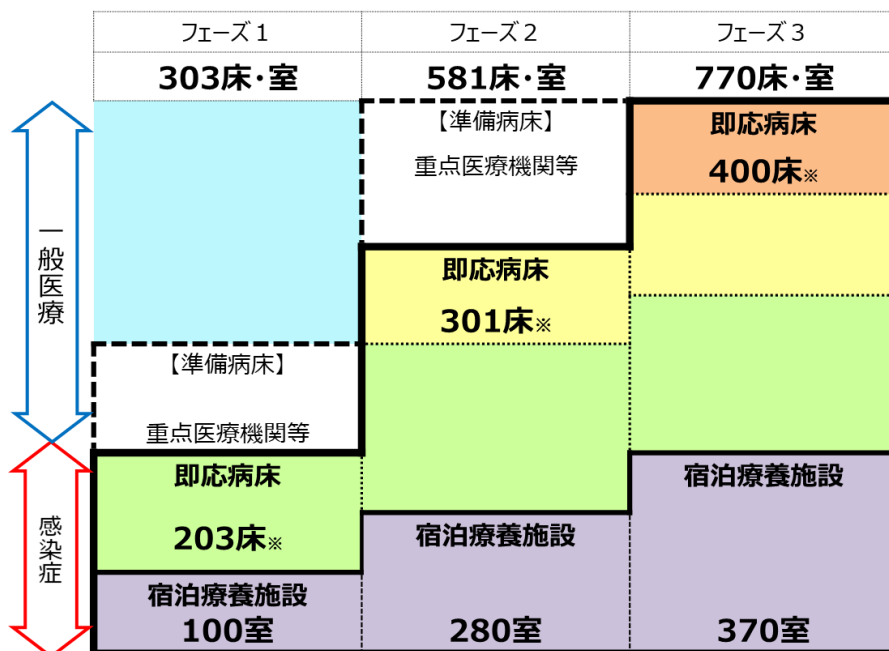 フェーズ1
フェーズ2
フェーズ3
303床・室
581床・室
770床・室
一般医療
感染症
【準備病床】
重点医療機関等
即応病床
203床※
宿泊療養施設
100室
【準備病床】
重点医療機関等
即応病床
301床※
宿泊療養施設
280室
即応病床
400床※
宿泊療養施設
370室